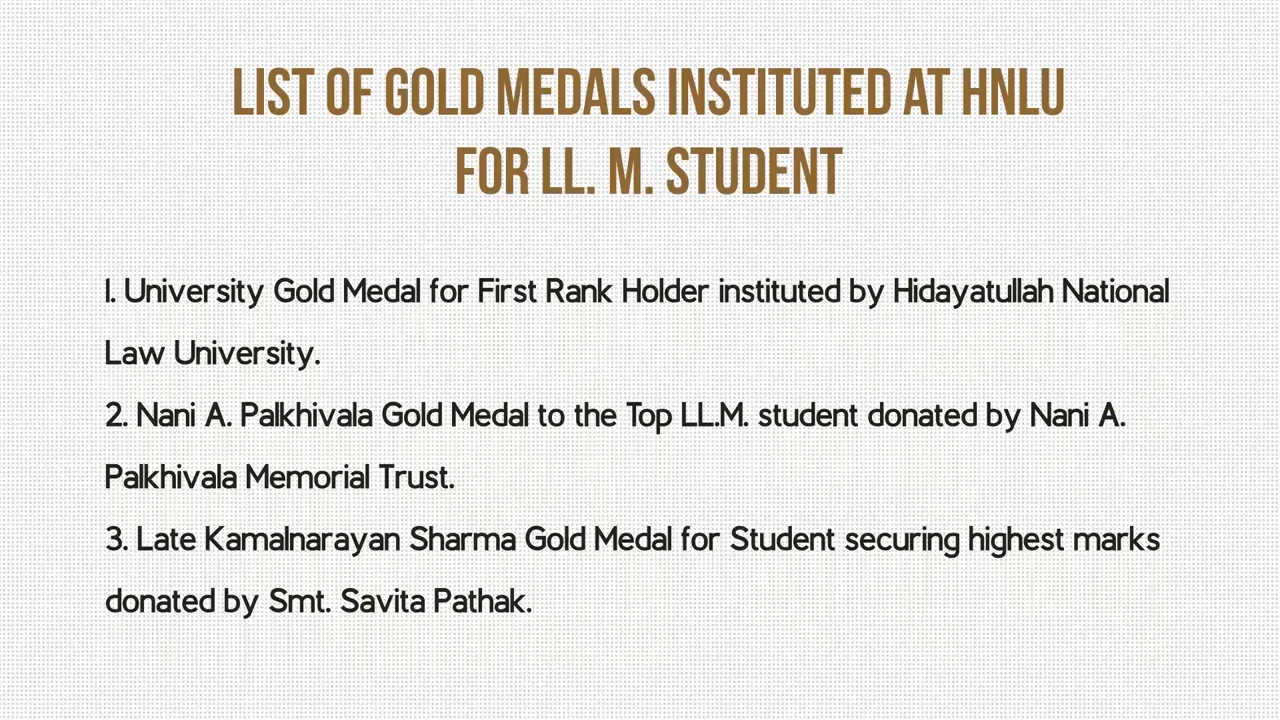 LIST OF GOLD MEDALS INSTITUTED AT HNLU
FOR LL. M. STUDENT
1. University Gold Medal for First Rank Holder instituted by Hidayatullah National
Law University.
2. Nani A. Palkhivala Gold Medal to the Top LL.M. student donated by Nani A.
Palkhivala Memorial Trust.
3. Late Kamalnarayan Sharma Gold Medal for Student securing highest marks
donated by Smt. Savita Pathak.